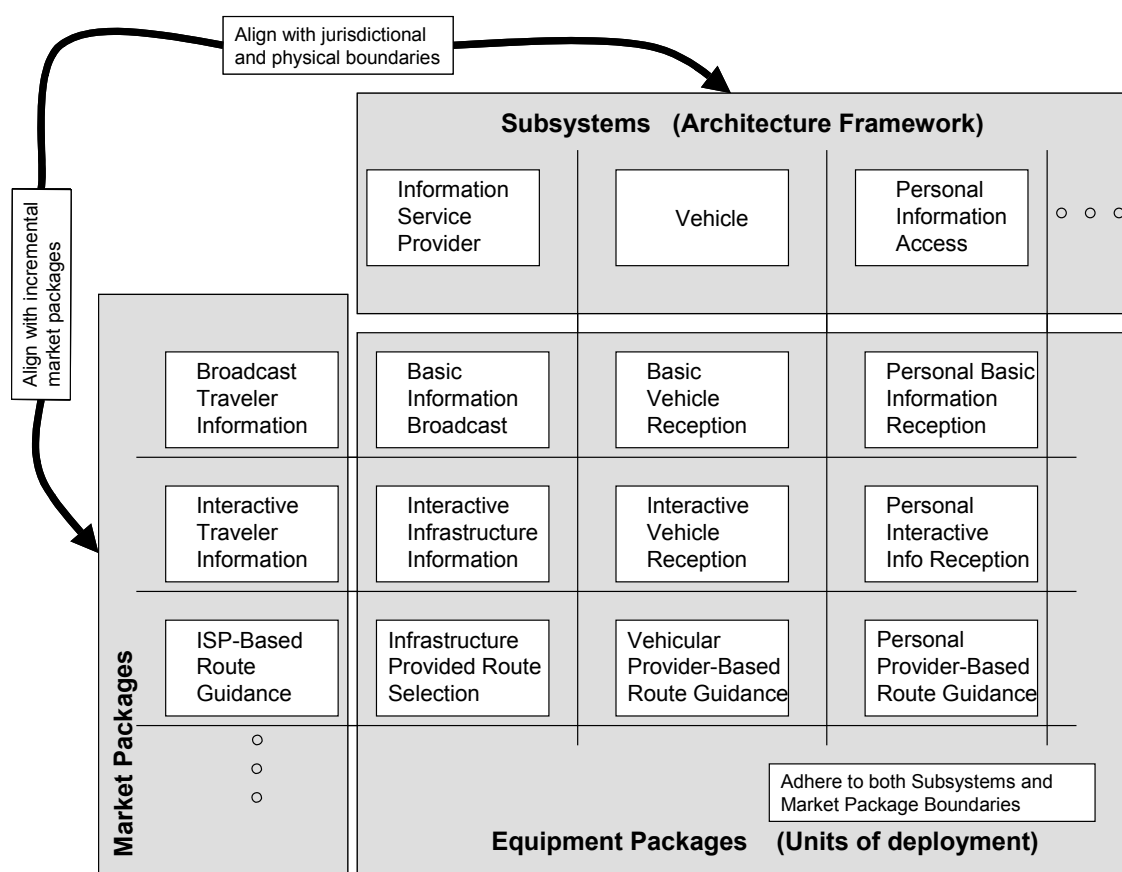 Align with jurisdictional
and physical boundaries
Subsystems (Architecture Framework)
Information
Service
Provider
Vehicle
Personal
Information
Access
Align with incremental
market packages
Broadcast
Traveler
Information
Basic
Information
Broadcast
Basic
Vehicle
Reception
Personal Basic
Information
Reception
Interactive
Traveler
Information
Interactive
Infrastructure
Information
Interactive
Vehicle
Reception
Personal
Interactive
Info Reception
ISP-Based
Route
Guidance
Infrastructure
Provided Route
Selection
Vehicular
Provider-Based
Route Guidance
Personal
Provider-Based
Route Guidance
Market Packages
Adhere to both Subsystems and
Market Package Boundaries
Equipment Packages (Units of deployment)